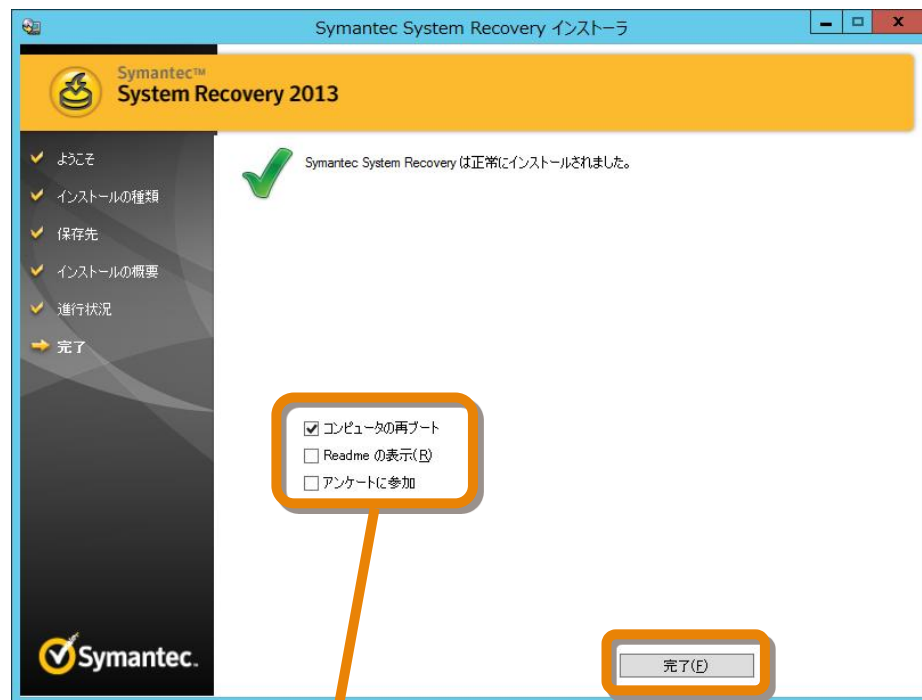 Symantec System Recovery インストーラ
Symantec™
System Recovery 2013
ようこそ
インストールの種類
保存先
インストールの概要
進行状況
完了
Symantec System Recovery は正常にインストールされました。
コンピュータの再ブート
Readme の表示(R)
アンケートに参加
Symantec.
完了(F)